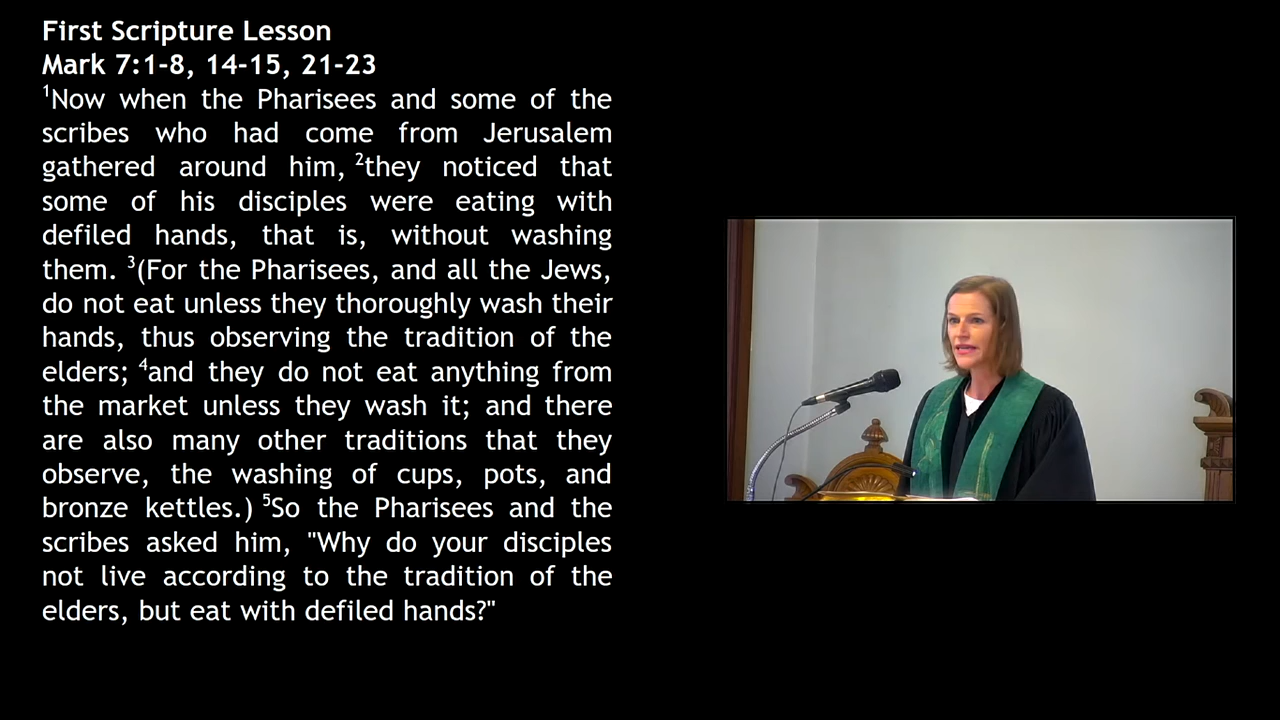 First Scripture Lesson
Mark 7:1-8, 14-15, 21-23
¹Now when the Pharisees and some of the
scribes who had come from Jerusalem
gathered around him, ²they noticed that
some of his disciples were eating with
defiled hands, that is, without washing
them. ³(For the Pharisees, and all the Jews,
do not eat unless they thoroughly wash their
hands, thus observing the tradition of the
elders; ⁴and they do not eat anything from
the market unless they wash it; and there
are also many other traditions that they
observe, the washing of cups, pots, and
bronze kettles.) ⁵So the Pharisees and the
scribes asked him, "Why do your disciples
not live according to the tradition of the
elders, but eat with defiled hands?"